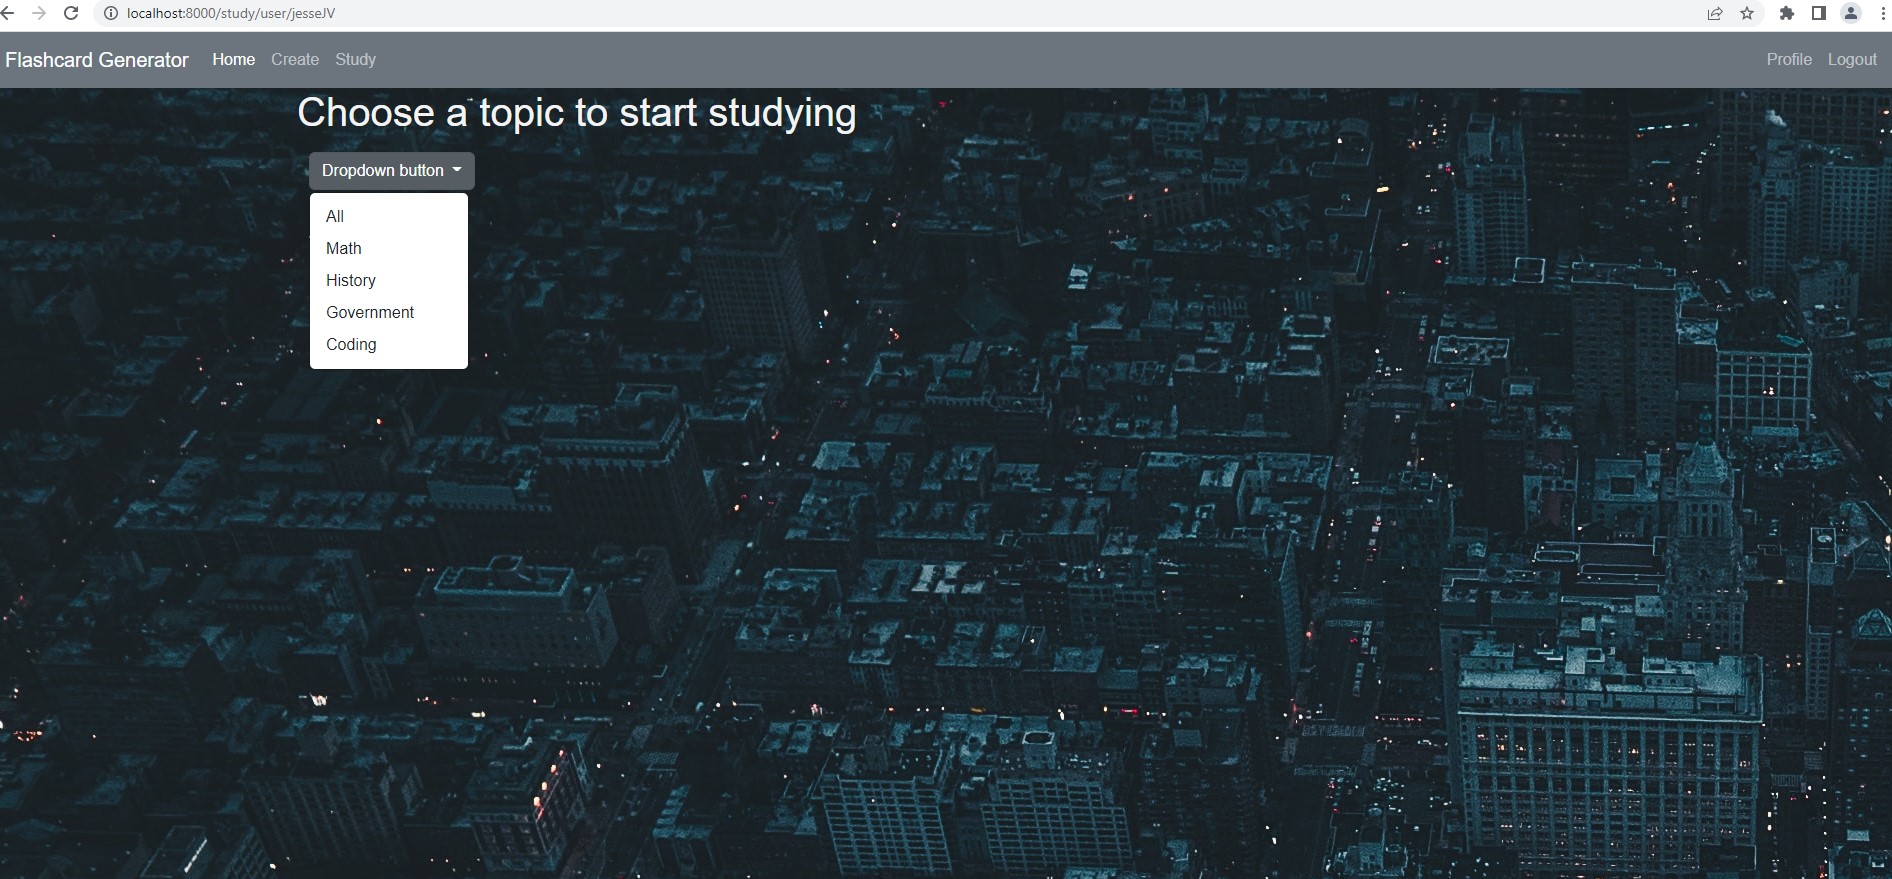 localhost:8000/study/user/jesseJV
Flashcard Generator Home Create Study Profile Logout
Choose a topic to start studying
Dropdown button
All
Math
History
Government
Coding